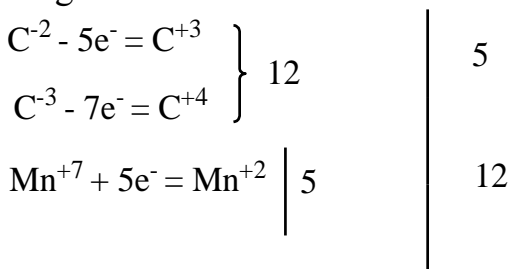 C⁻² - 5e⁻ = C⁺³
12
5
C⁻³ - 7e⁻ = C⁺⁴
Mn⁺⁷ + 5e⁻ = Mn⁺² | 5
12